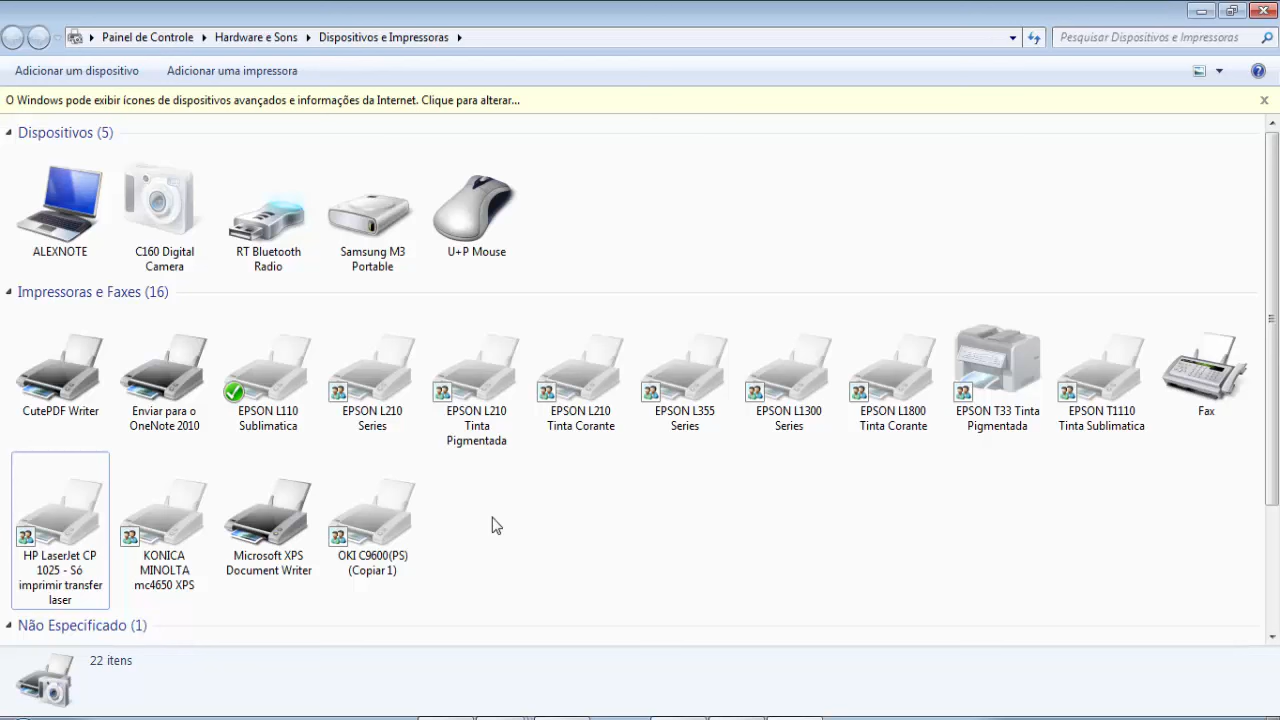 Painel de Controle Hardware e Sons Dispositivos e Impressoras Pesquisar Dispositivos e Impressoras
Adicionar um dispositivo Adicionar uma impressora
O Windows pode exibir ícones de dispositivos avançados e informações da Internet. Clique para alterar...
Dispositivos (5)
ALEXNOTE
C160 Digital
Camera
RT Bluetooth
Radio
Samsung M3
Portable
U+P Mouse
Impressoras e Faxes (16)
CutePDF Writer
Enviar para o
OneNote 2010
EPSON L110
Sublimatica
EPSON L210
Series
EPSON L210
Tinta
Pigmentada
EPSON L210
Tinta Corante
EPSON L355
Series
EPSON L1300
Series
EPSON L1800
Tinta Corante
EPSON T33 Tinta
Pigmentada
EPSON T1110
Tinta Sublimatica
Fax
HP LaserJet CP
1025 - Só
imprimir transfer
laser
KONICA
MINOLTA
mc4650 XPS
Microsoft XPS
Document Writer
OKI C9600(PS)
(Copiar 1)
Não Especificado (1)
22 itens